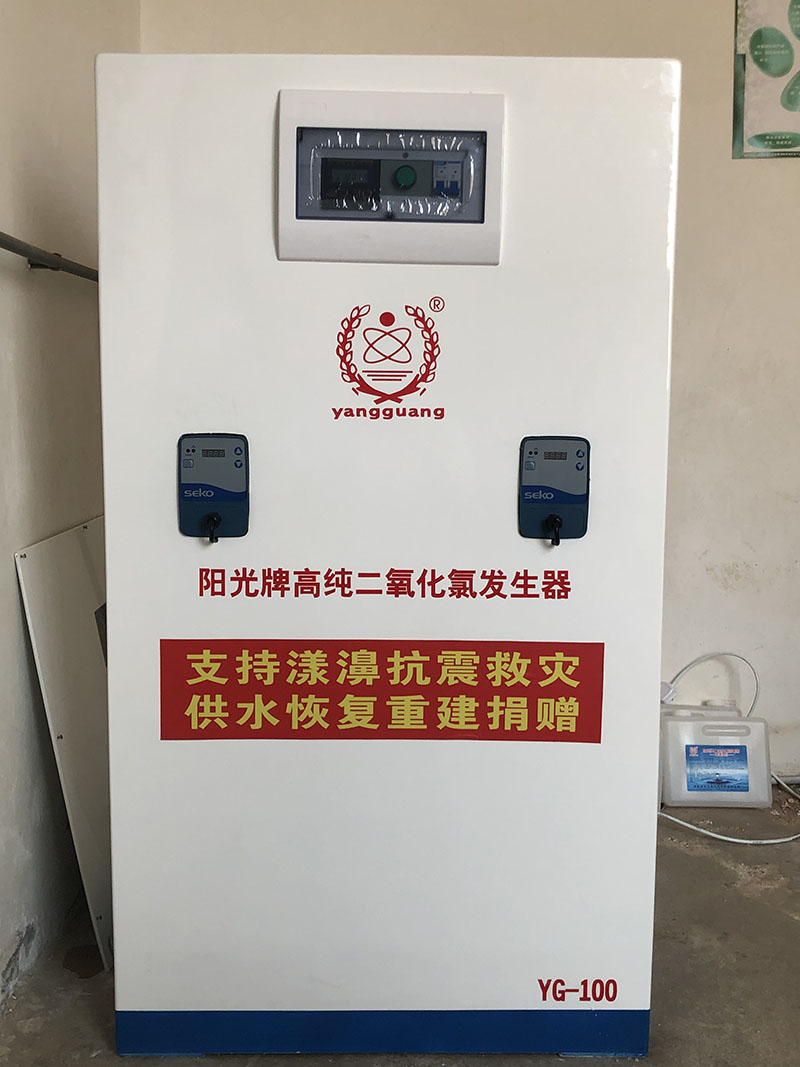 ®
yangguang
SEKO
SEKO
阳光牌高纯二氧化氯发生器
支持漾濞抗震救灾
供水恢复重建捐赠
YG-100